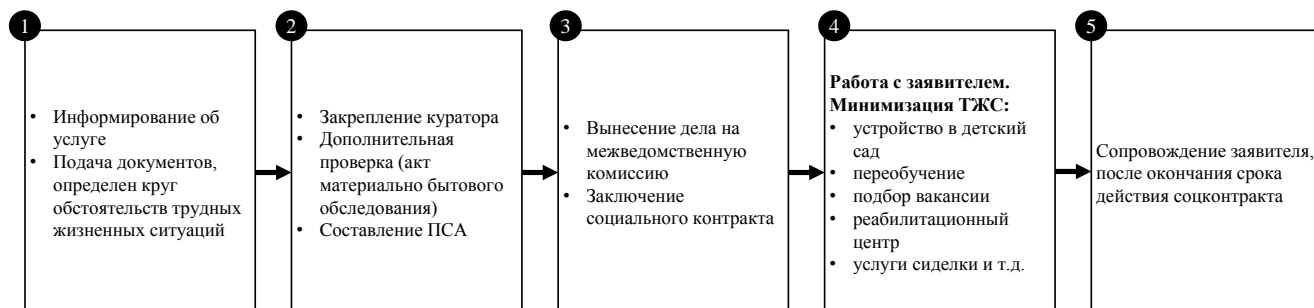 1
• Информирование об
услуге
• Подача документов,
определен круг
обстоятельств трудных
жизненных ситуаций
2
• Закрепление куратора
• Дополнительная
проверка (акт
материально бытового
обследования)
• Составление ПСА
3
• Вынесение дела на
межведомственную
комиссию
• Заключение
социального контракта
4
Работа с заявителем.
Минимизация ТЖС:
• устройство в детский
сад
• переобучение
• подбор вакансии
• реабилитационный
центр
• услуги сиделки и т.д.
5
Сопровождение заявителя,
после окончания срока
действия соцконтракта